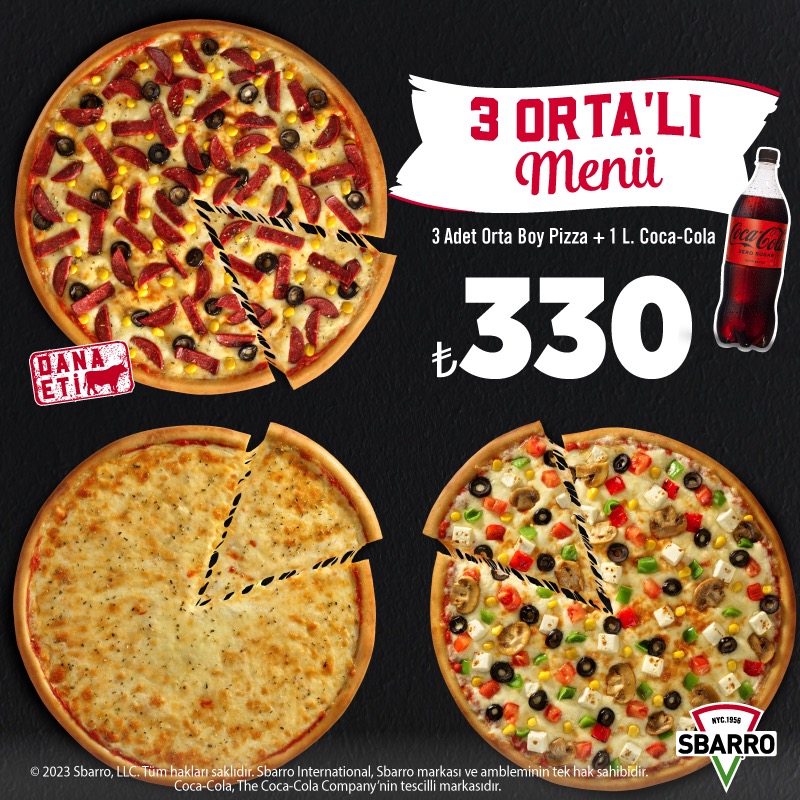 3 ORTA'LI
Menü
3 Adet Orta Boy Pizza + 1 L. Coca-Cola
Coca-Cola
ZERO SUGAR
₺330
DANA
ETİ
NYC.1956
SBARRO
© 2023 Sbarro, LLC. Tüm hakları saklıdır. Sbarro International, Sbarro markası ve ambleminin tek hak sahibidir.
Coca-Cola, The Coca-Cola Company'nin tescilli markasıdır.